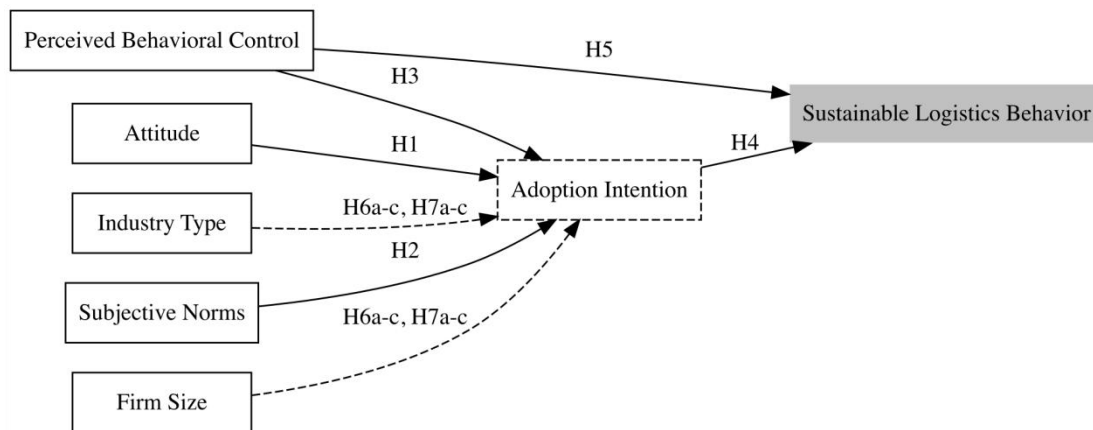 Perceived Behavioral Control
H5
H3
Sustainable Logistics Behavior
Attitude
H1
H4
Adoption Intention
Industry Type
H6a-c, H7a-c
H2
Subjective Norms
H6a-c, H7a-c
Firm Size